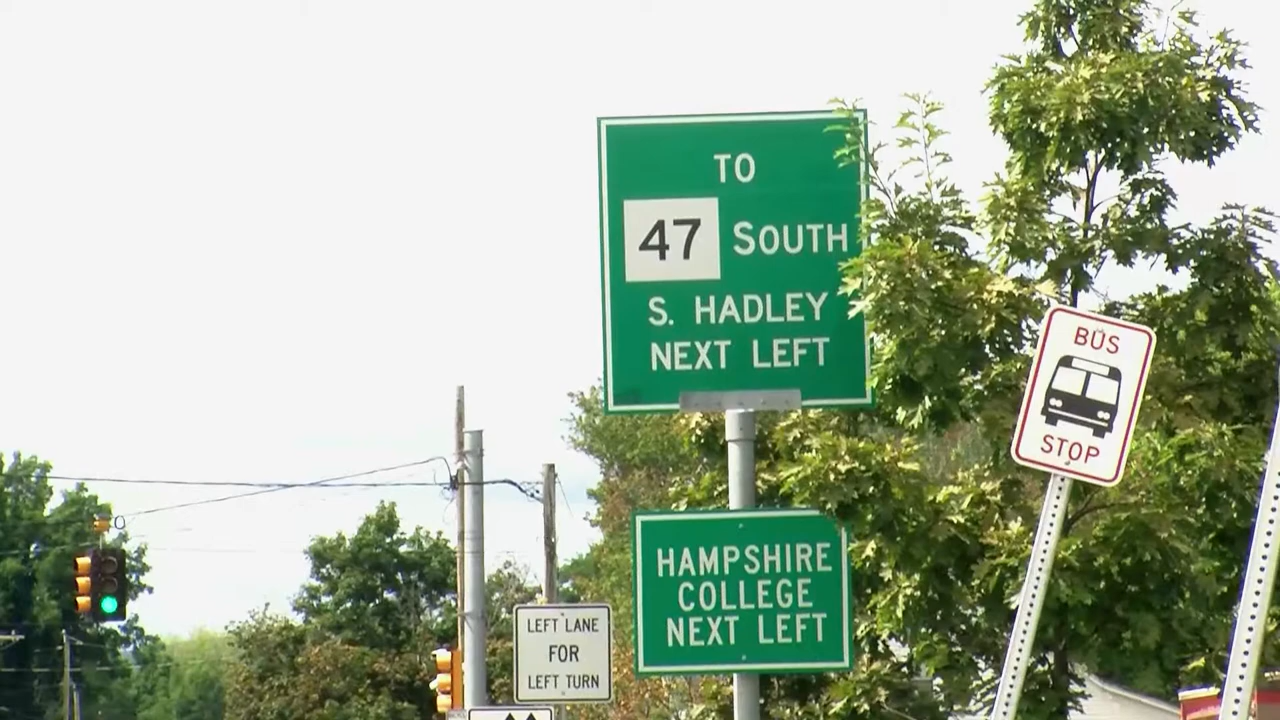 TO
47 SOUTH
S. HADLEY
NEXT LEFT
BUS
STOP
HAMPSHIRE
COLLEGE
NEXT LEFT
LEFT LANE
FOR
LEFT TURN